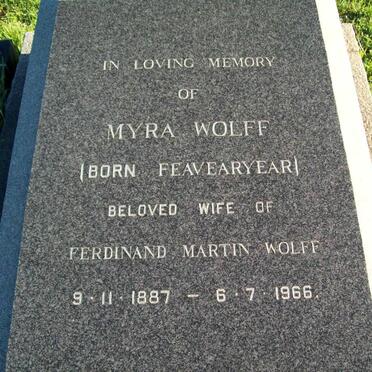 IN LOVING MEMORY
OF
MYRA WOLFF
(BORN FEAVEARYEAR)
BELOVED WIFE OF
FERDINAND MARTIN WOLFF
9·11·1887 – 6·7·1966.